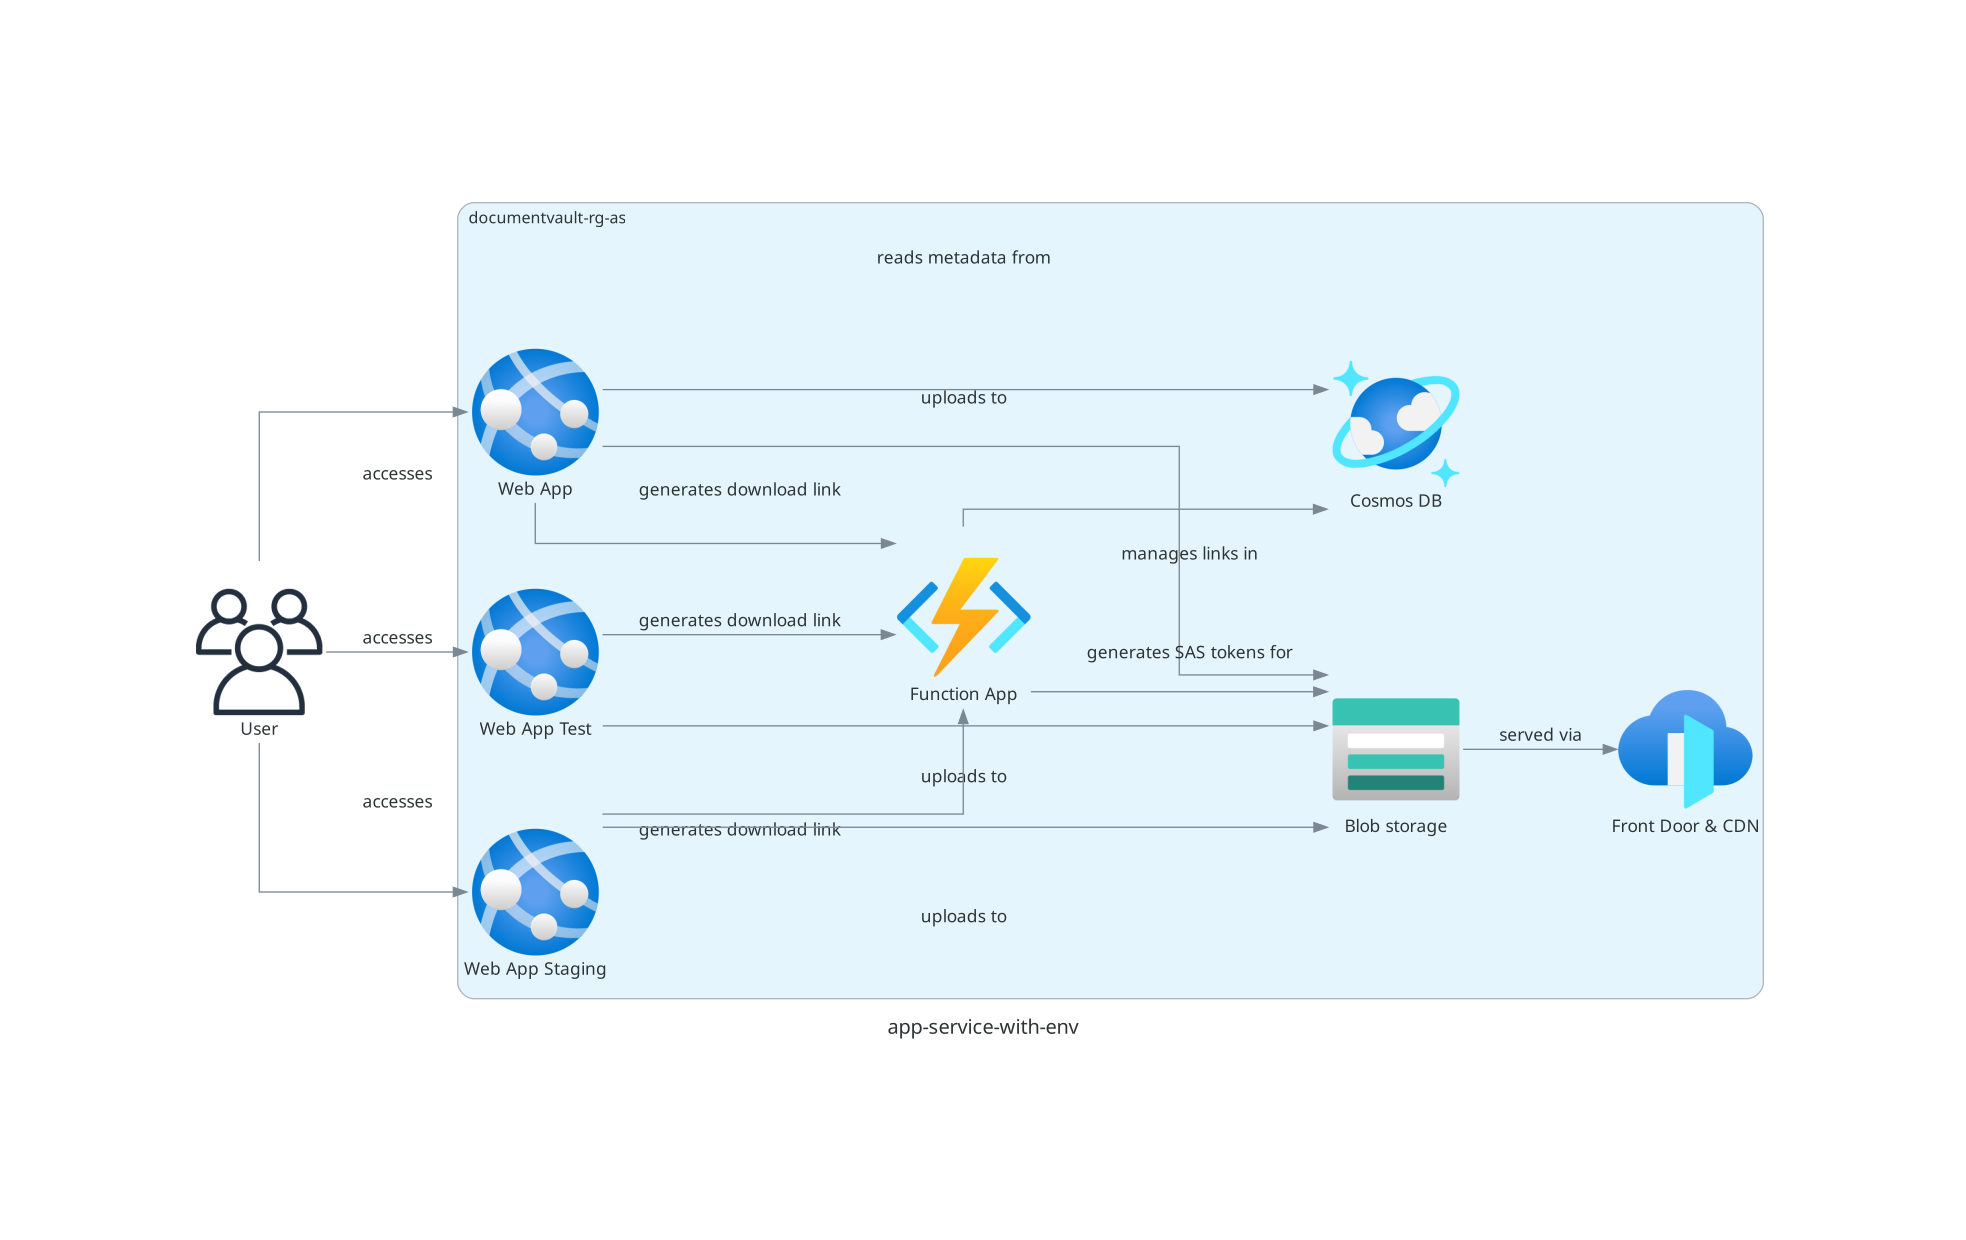 documentvault-rg-as
reads metadata from
uploads to
accesses
Web App
generates download link
Cosmos DB
manages links in
accesses
generates download link
generates SAS tokens for
Function App
User
Web App Test
served via
uploads to
accesses
generates download link
Blob storage
Front Door & CDN
uploads to
Web App Staging
app-service-with-env